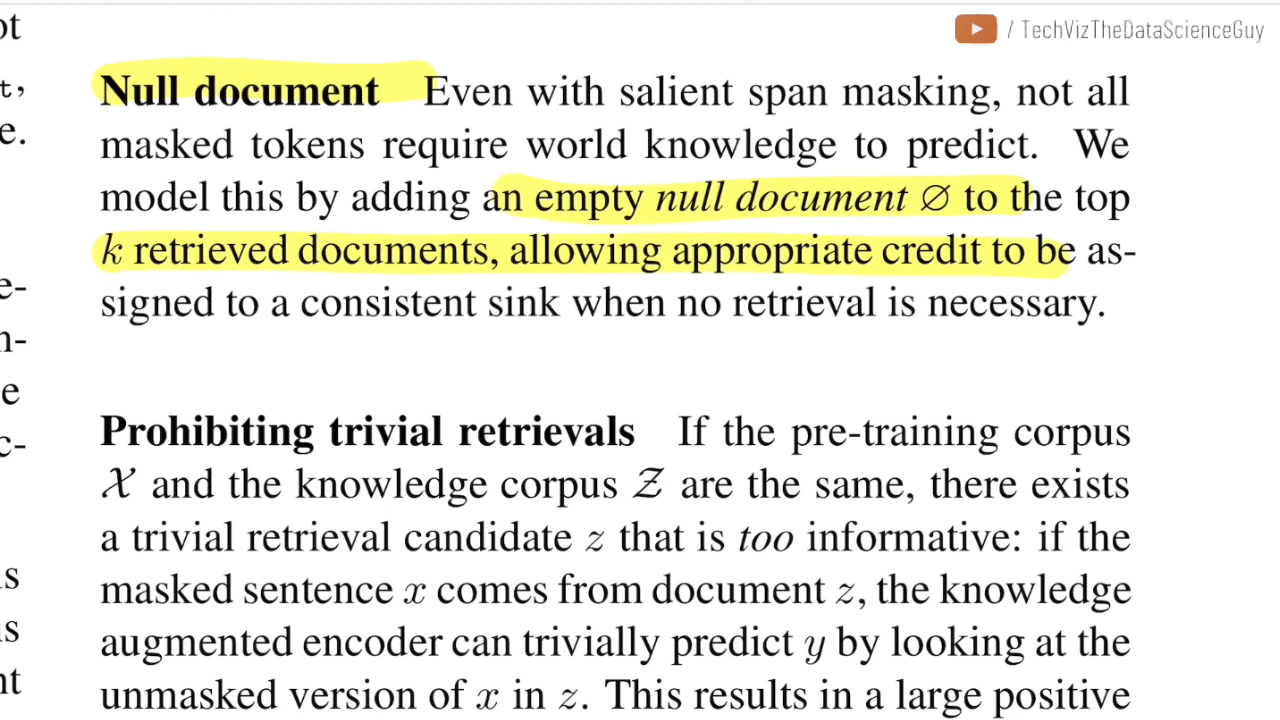 / TechVizTheDataScienceGuy
ot
t,
e.
e-
n-
e
c-
s
s
nt
Null document Even with salient span masking, not all
masked tokens require world knowledge to predict. We
model this by adding an empty null document ∅ to the top
k retrieved documents, allowing appropriate credit to be as-
signed to a consistent sink when no retrieval is necessary.
Prohibiting trivial retrievals If the pre-training corpus
𝒳 and the knowledge corpus 𝒵 are the same, there exists
a trivial retrieval candidate z that is too informative: if the
masked sentence x comes from document z, the knowledge
augmented encoder can trivially predict y by looking at the
unmasked version of x in z. This results in a large positive